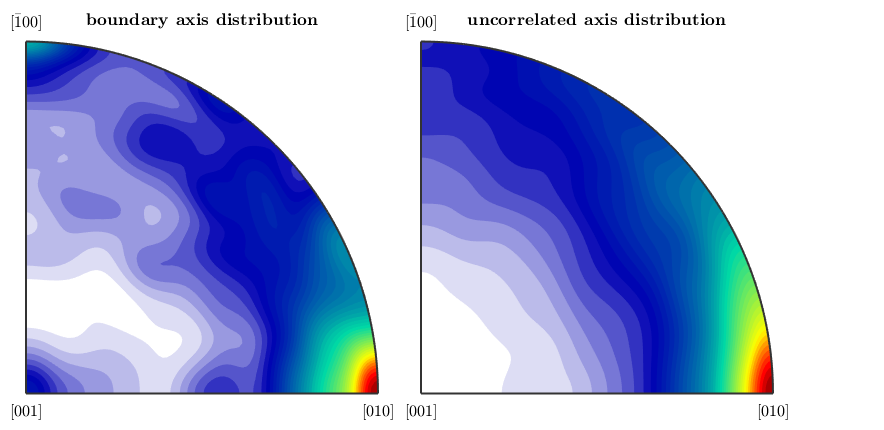 [1̄00] boundary axis distribution
[001] [010]
[1̄00] uncorrelated axis distribution
[001] [010]